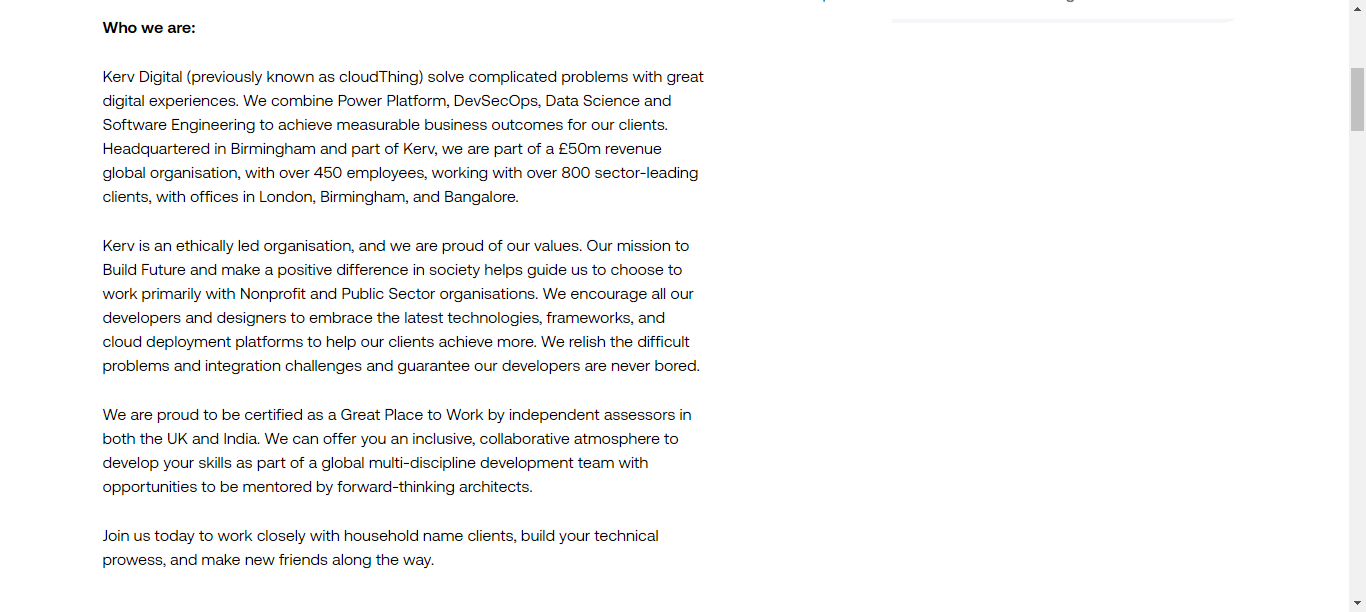 Who we are:
Kerv Digital (previously known as cloudThing) solve complicated problems with great
digital experiences. We combine Power Platform, DevSecOps, Data Science and
Software Engineering to achieve measurable business outcomes for our clients.
Headquartered in Birmingham and part of Kerv, we are part of a £50m revenue
global organisation, with over 450 employees, working with over 800 sector-leading
clients, with offices in London, Birmingham, and Bangalore.
Kerv is an ethically led organisation, and we are proud of our values. Our mission to
Build Future and make a positive difference in society helps guide us to choose to
work primarily with Nonprofit and Public Sector organisations. We encourage all our
developers and designers to embrace the latest technologies, frameworks, and
cloud deployment platforms to help our clients achieve more. We relish the difficult
problems and integration challenges and guarantee our developers are never bored.
We are proud to be certified as a Great Place to Work by independent assessors in
both the UK and India. We can offer you an inclusive, collaborative atmosphere to
develop your skills as part of a global multi-discipline development team with
opportunities to be mentored by forward-thinking architects.
Join us today to work closely with household name clients, build your technical
prowess, and make new friends along the way.